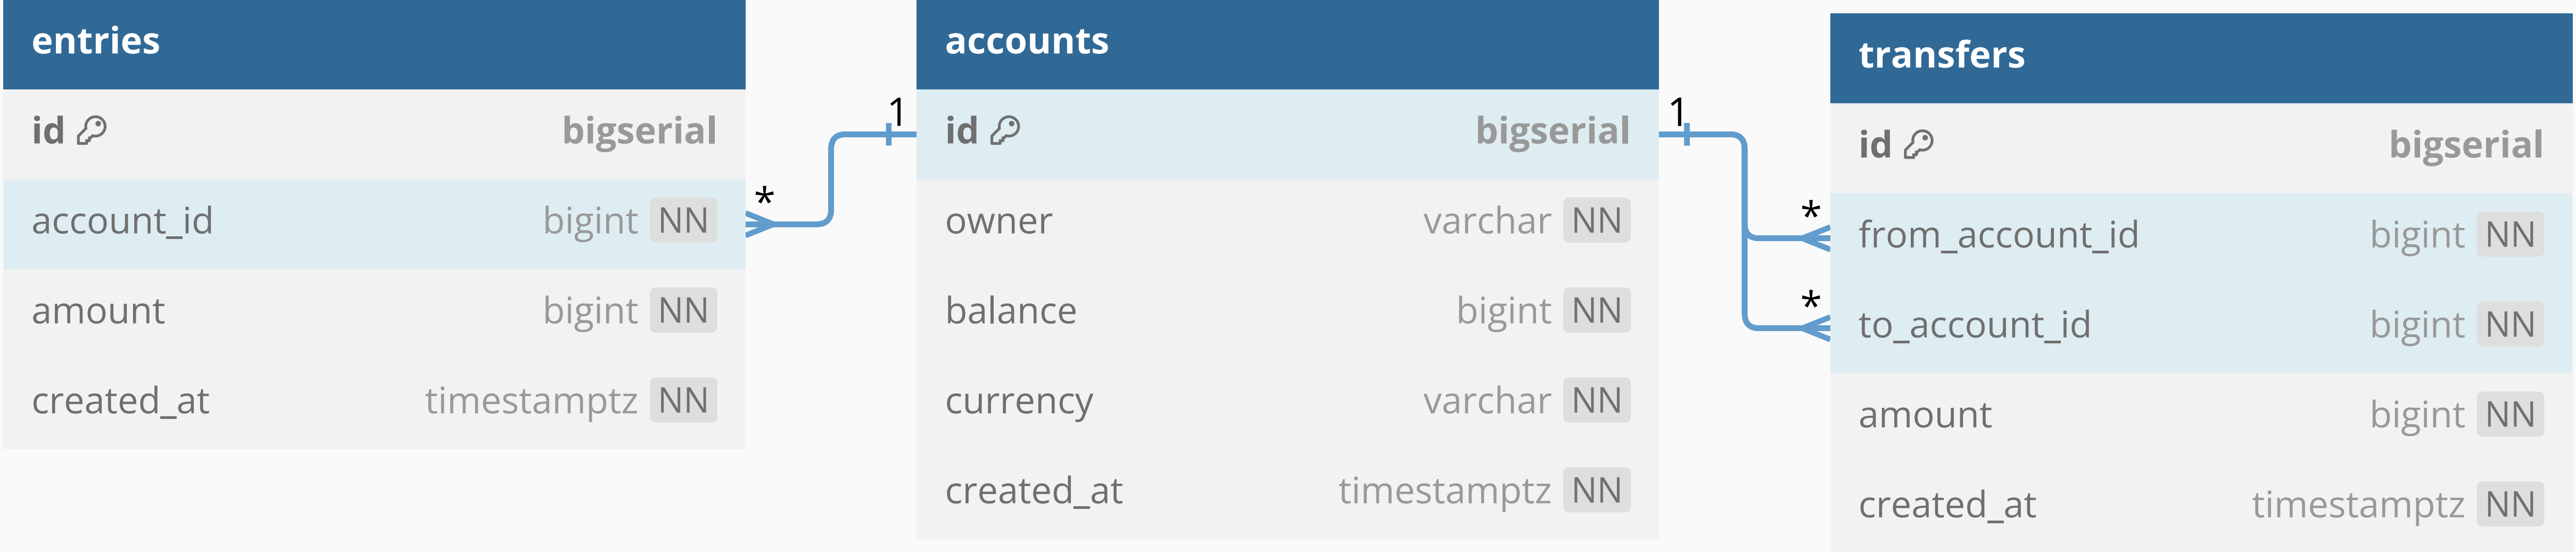 entries
id bigserial
account_id bigint NN
amount bigint NN
created_at timestamptz NN
*
1
accounts
id bigserial
owner varchar NN
balance bigint NN
currency varchar NN
created_at timestamptz NN
1
*
*
transfers
id bigserial
from_account_id bigint NN
to_account_id bigint NN
amount bigint NN
created_at timestamptz NN